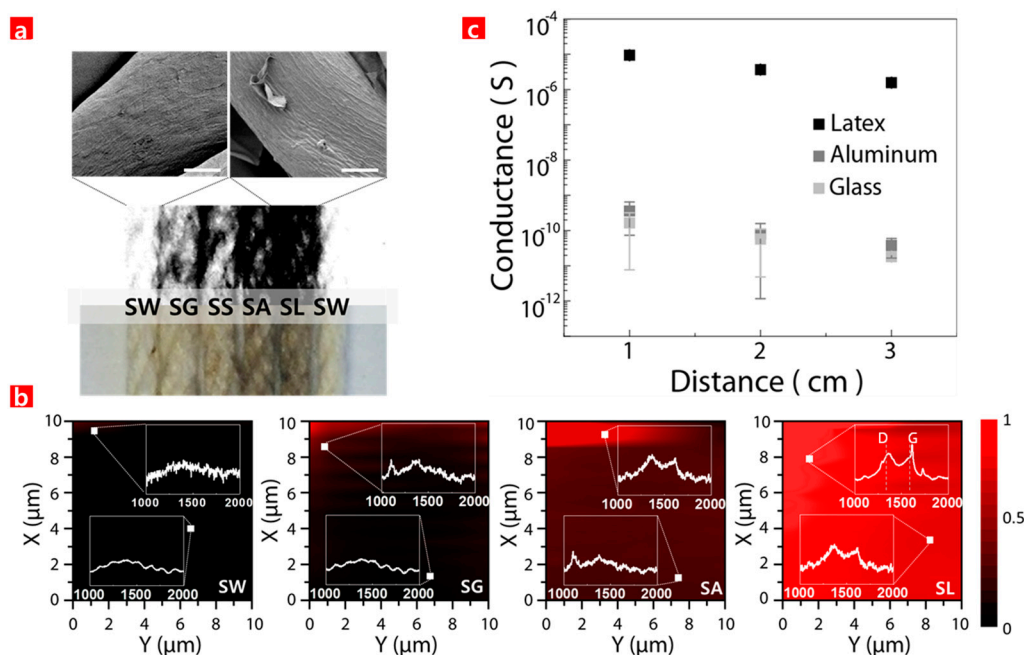 a
SW SG SS SA SL SW
c
Conductance ( S )
10⁻⁴
10⁻⁶
10⁻⁸
10⁻¹⁰
10⁻¹²
Latex
Aluminum
Glass
1 2 3
Distance ( cm )
b
X (μm)
10
8
6
4
2
0
1000 1500 2000
1000 2000
SW
0 2 4 6 8 10
Y (μm)
X (μm)
10
8
6
4
2
0
1000 1500 2000
1000 2000
SG
0 2 4 6 8 10
Y (μm)
X (μm)
10
8
6
4
2
0
1000 1500 2000
1000 2000
SA
0 2 4 6 8 10
Y (μm)
X (μm)
10
8
6
4
2
0
D G
1000 1500 2000
1000 2000
SL
0 2 4 6 8 10
Y (μm)
1
0.5
0